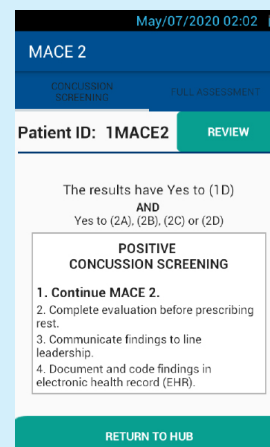 May/07/2020 02:02
MACE 2
CONCUSSION
SCREENING
FULL ASSESSMENT
Patient ID: 1MACE2
REVIEW
The results have Yes to (1D)
AND
Yes to (2A), (2B), (2C) or (2D)
POSITIVE
CONCUSSION SCREENING
1. Continue MACE 2.
2. Complete evaluation before prescribing
rest.
3. Communicate findings to line
leadership.
4. Document and code findings in
electronic health record (EHR).
RETURN TO HUB